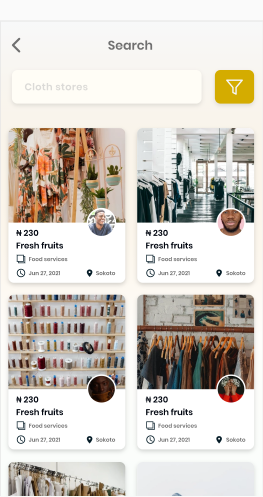 Search
Cloth stores
₦ 230
Fresh fruits
Food services
Jun 27, 2021 Sokoto
₦ 230
Fresh fruits
Food services
Jun 27, 2021 Sokoto
₦ 230
Fresh fruits
Food services
Jun 27, 2021 Sokoto
₦ 230
Fresh fruits
Food services
Jun 27, 2021 Sokoto